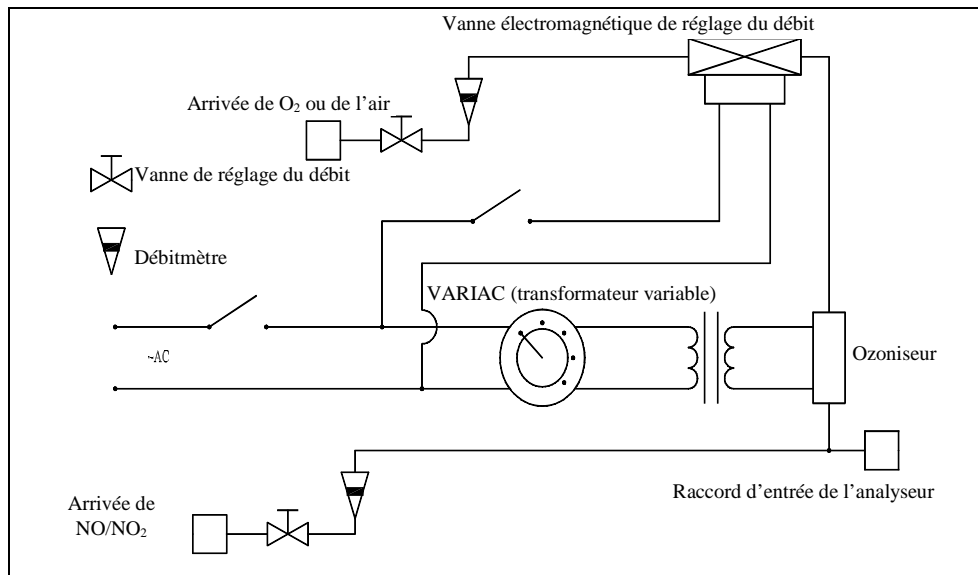 Vanne électromagnétique de réglage du débit
Arrivée de O₂ ou de l’air
Vanne de réglage du débit
Débitmètre
VARIAC (transformateur variable)
~AC
Ozoniseur
Raccord d’entrée de l’analyseur
Arrivée de
NO/NO₂